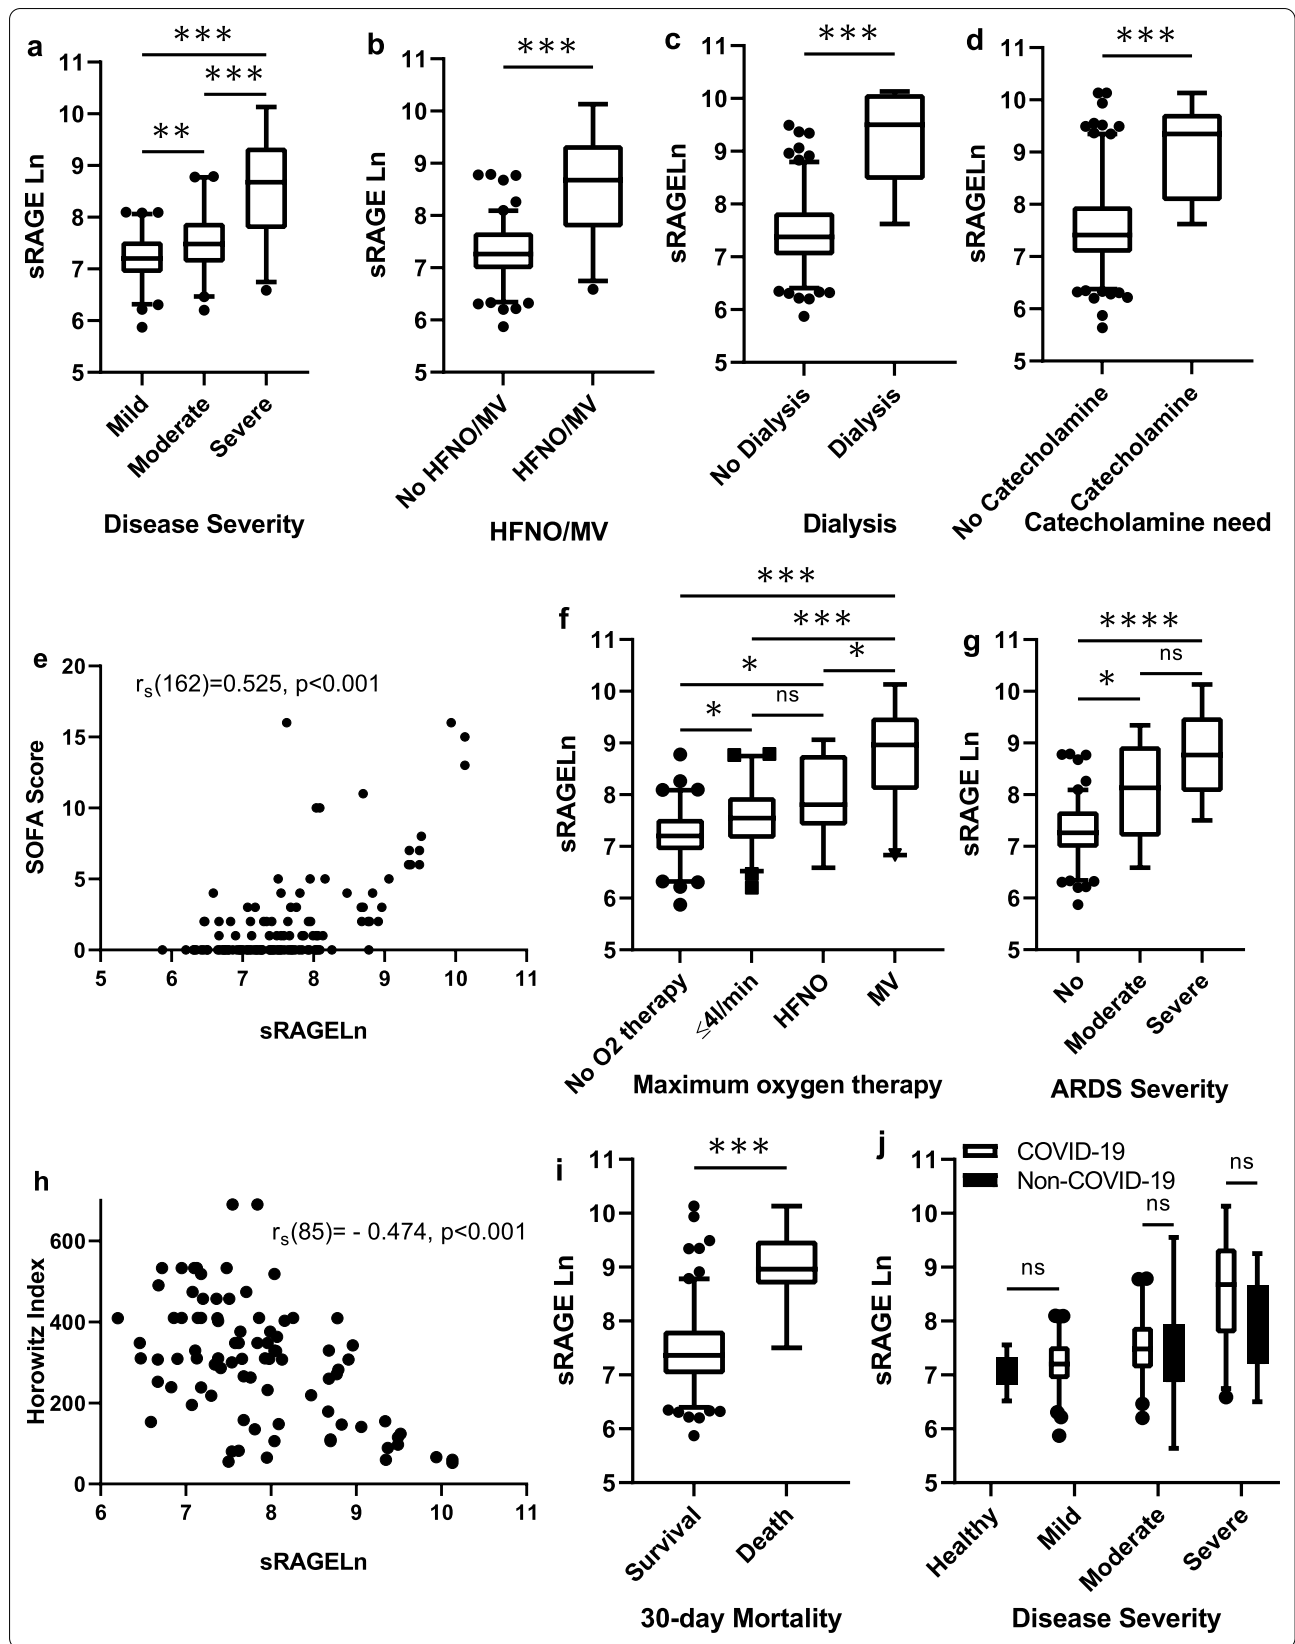 a
***
***
**
sRAGE Ln
11
10
9
8
7
6
5
Mild
Moderate
Severe
Disease Severity
b
***
sRAGE Ln
11
10
9
8
7
6
5
No HFNO/MV
HFNO/MV
HFNO/MV
c
***
sRAGELn
11
10
9
8
7
6
5
No Dialysis
Dialysis
Dialysis
d
***
sRAGELn
11
10
9
8
7
6
5
No Catecholamine
Catecholamine
Catecholamine need
e
rs(162)=0.525, p<0.001
SOFA Score
20
15
10
5
0
5 6 7 8 9 10 11
sRAGELn
f
***
***
* *
* ns
sRAGELn
11
10
9
8
7
6
5
No O2 therapy
≤4l/min
HFNO
MV
Maximum oxygen therapy
g
****
ns
*
sRAGE Ln
11
10
9
8
7
6
5
No
Moderate
Severe
ARDS Severity
h
rs(85)= - 0.474, p<0.001
Horowitz Index
600
400
200
0
6 7 8 9 10 11
sRAGELn
i
***
sRAGE Ln
11
10
9
8
7
6
5
Survival
Death
30-day Mortality
j
COVID-19
Non-COVID-19
ns
ns
ns
sRAGE Ln
11
10
9
8
7
6
5
Healthy
Mild
Moderate
Severe
Disease Severity